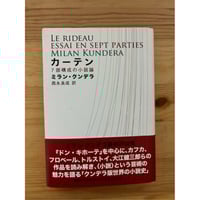 LE RIDEAU
ESSAI EN SEPT PARTIES
MILAN KUNDERA
カーテン
7部構成の小説論
ミラン・クンデラ
西永良成 訳
『ドン・キホーテ』を中心に、カフカ、
フロベール、トルストイ、大江健三郎らの
作品を読み解き、〈小説〉という芸術の
魅力を語る「クンデラ版世界の小説史」